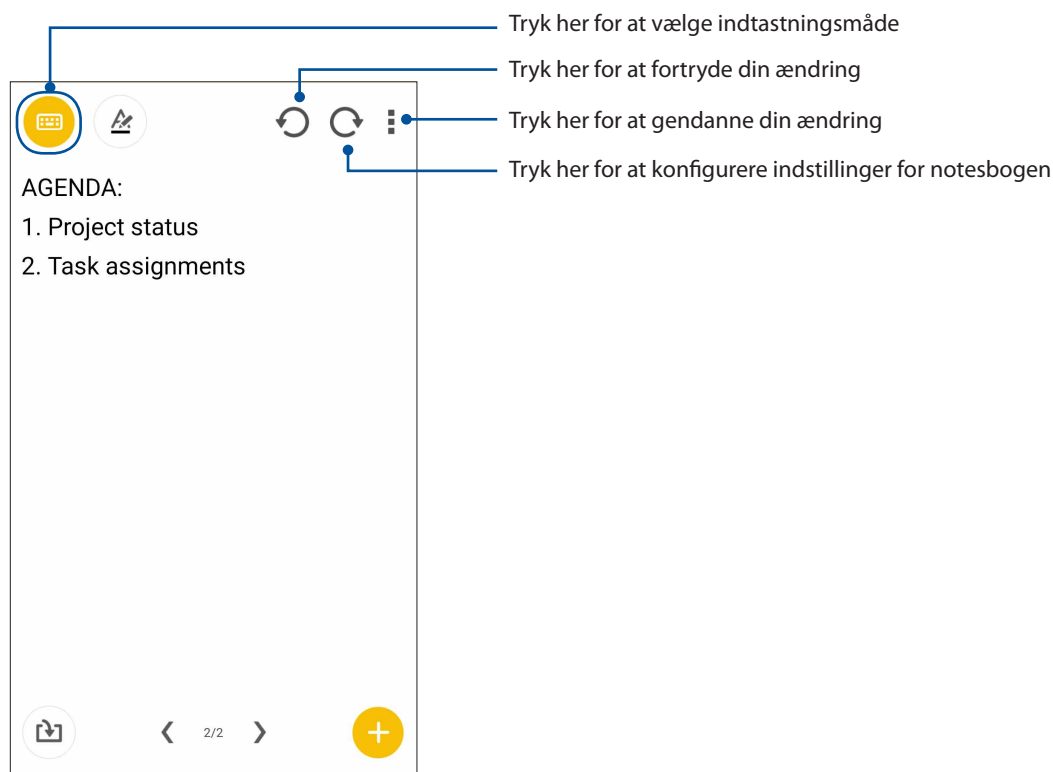 Tryk her for at vælge indtastningsmåde
Tryk her for at fortryde din ændring
Tryk her for at gendanne din ændring
Tryk her for at konfigurere indstillinger for notesbogen
AGENDA:
1. Project status
2. Task assignments
2/2